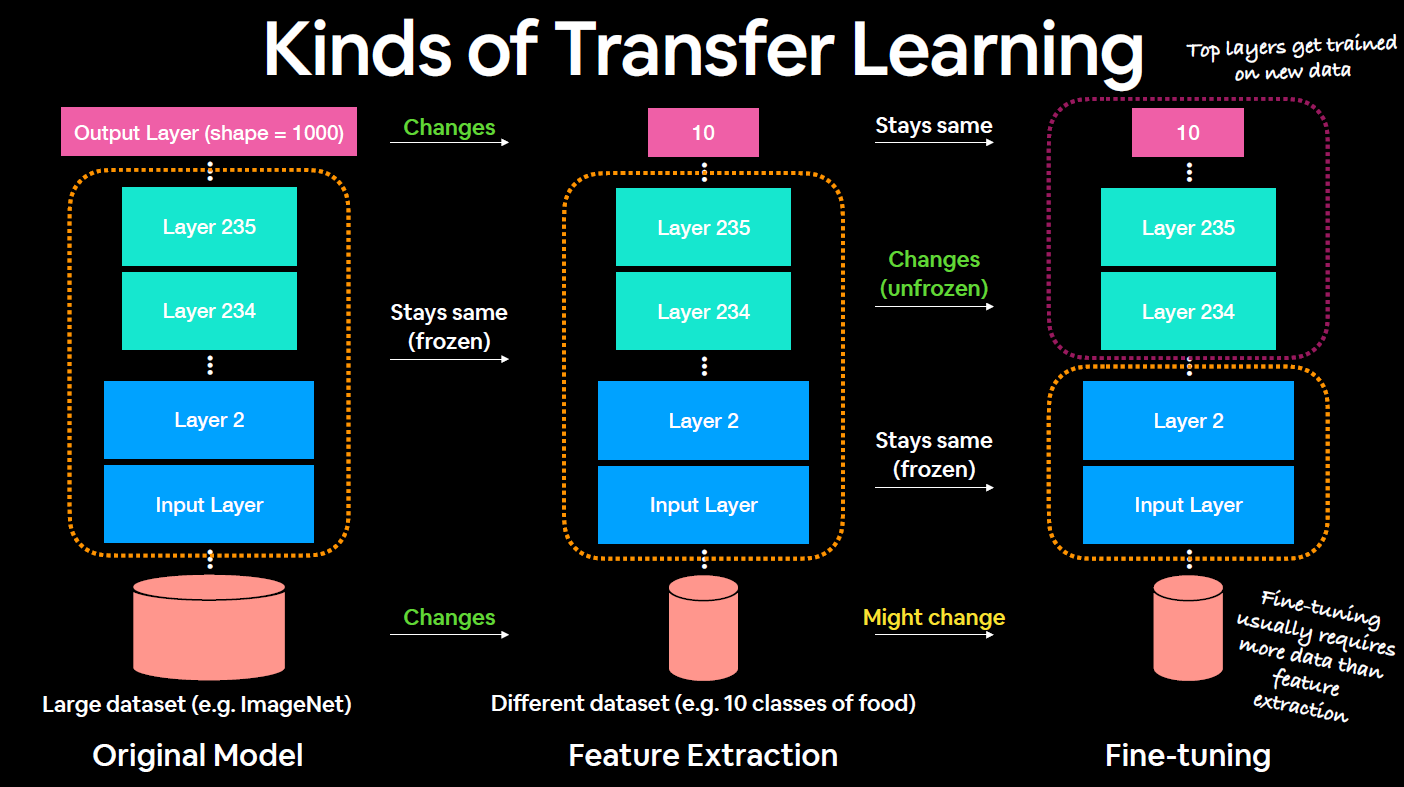 Kinds of Transfer Learning
Top layers get trained
on new data
Output Layer (shape = 1000)
Changes
10
Stays same
10
Layer 235
Layer 235
Layer 235
Changes
(unfrozen)
Layer 234
Layer 234
Layer 234
Stays same
(frozen)
Layer 2
Layer 2
Layer 2
Stays same
(frozen)
Input Layer
Input Layer
Input Layer
Changes
Might change
Fine-tuning
usually requires
more data than
feature
extraction
Large dataset (e.g. ImageNet)
Different dataset (e.g. 10 classes of food)
Original Model
Feature Extraction
Fine-tuning